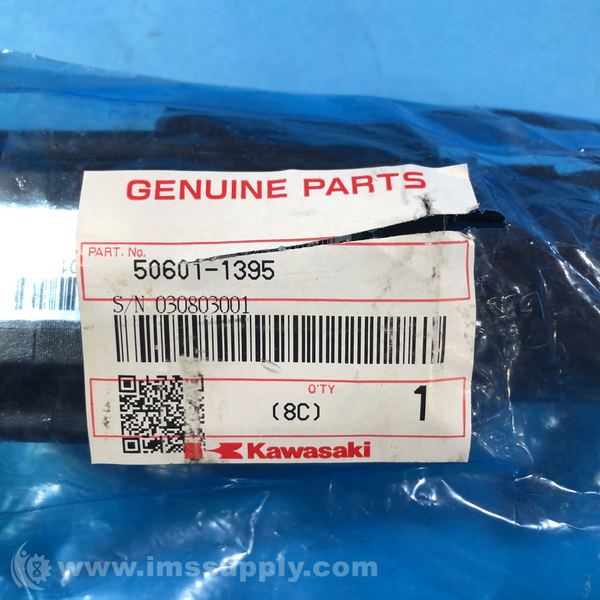 GENUINE PARTS
PART. No.
50601-1395
S/N 030803001
Q'TY
(8C) 1
Kawasaki
www.imssupply.com